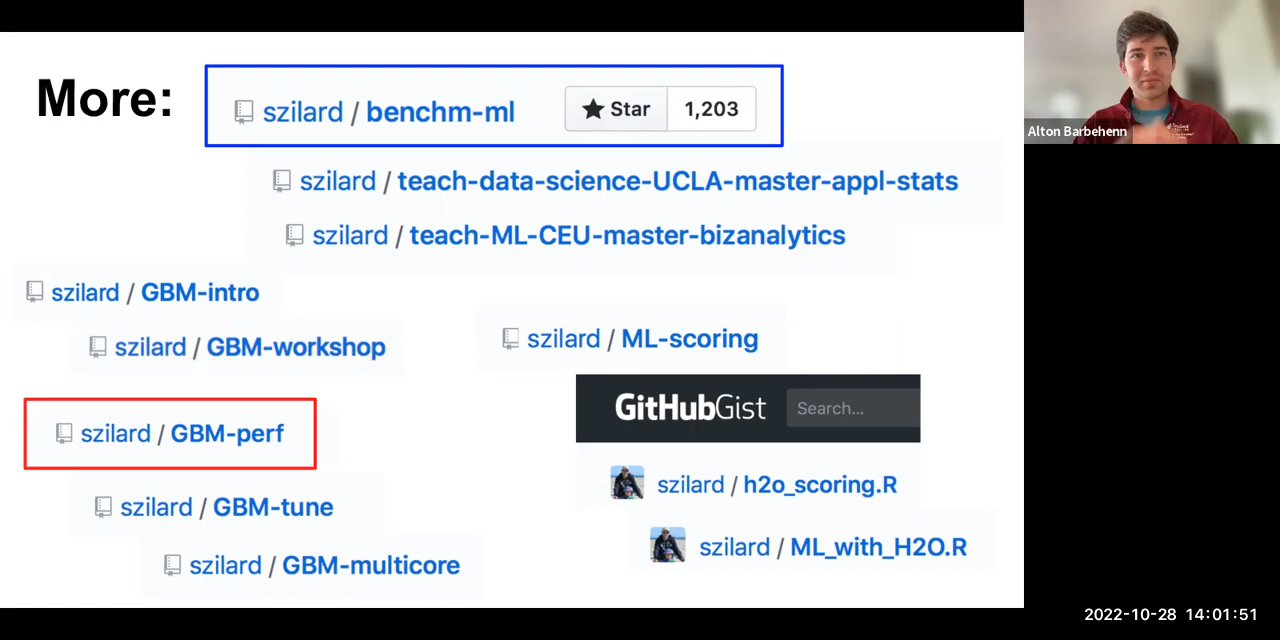 More:
szilard / benchm-ml
Star 1,203
szilard / teach-data-science-UCLA-master-appl-stats
szilard / teach-ML-CEU-master-bizanalytics
szilard / GBM-intro
szilard / GBM-workshop
szilard / ML-scoring
GitHubGist Search...
szilard / GBM-perf
szilard / h2o_scoring.R
szilard / GBM-tune
szilard / ML_with_H2O.R
szilard / GBM-multicore
Alton Barbehenn
2022-10-28 14:01:51